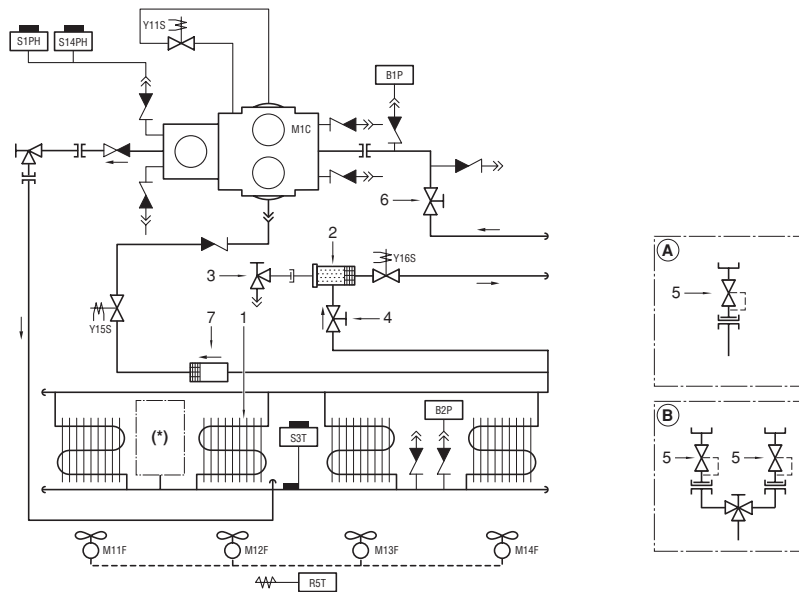 Y11S
S1PH
S14PH
B1P
M1C
6
2
3
Y16S
A
5
Y15S
7
1
4
B2P
B
(*)
S3T
5
5
M11F
M12F
M13F
M14F
R5T